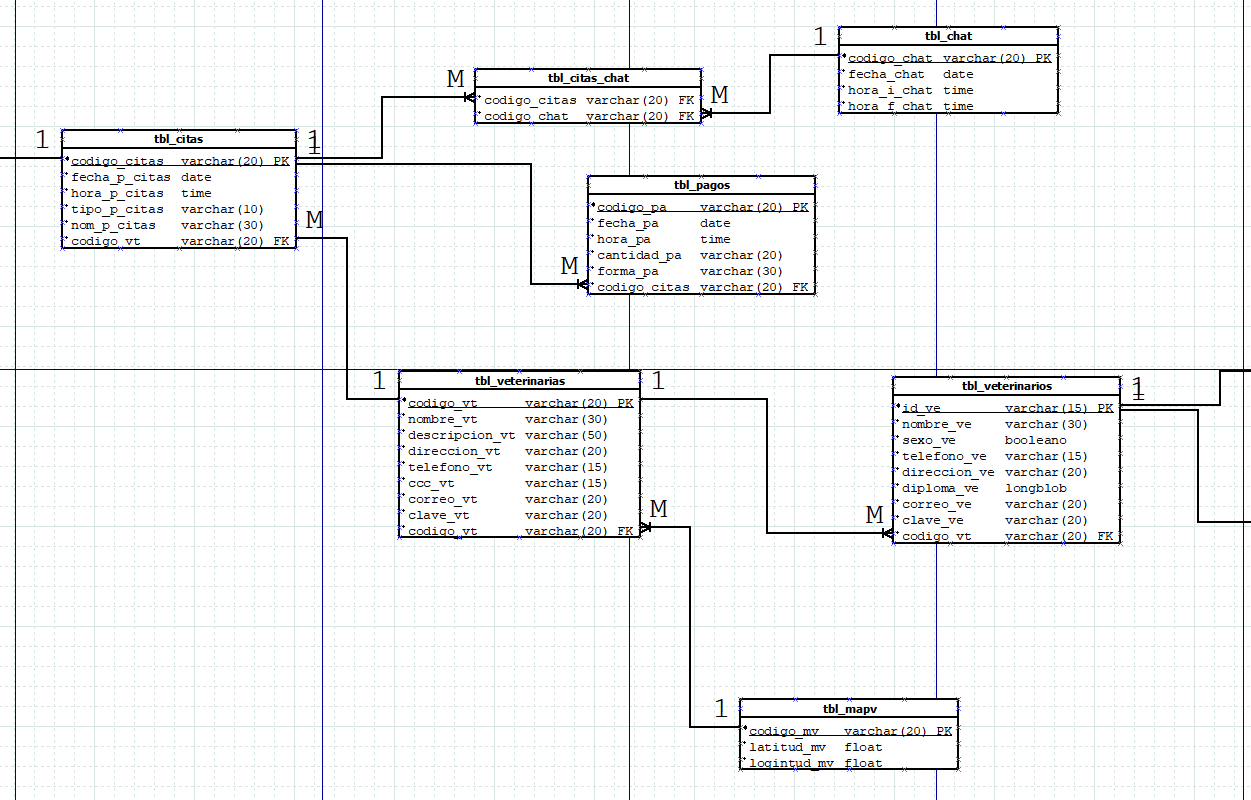 1
tbl_chat
codigo_chat varchar(20) PK
fecha_chat date
hora_i_chat time
hora_f_chat time
M
tbl_citas_chat
codigo_citas varchar(20) FK
codigo_chat varchar(20) FK
M
1
tbl_citas
codigo_citas varchar(20) PK
fecha_p_citas date
hora_p_citas time
tipo_p_citas varchar(10)
nom_p_citas varchar(30)
codigo_vt varchar(20) FK
1
1
M
tbl_pagos
codigo_pa varchar(20) PK
fecha_pa date
hora_pa time
cantidad_pa varchar(20)
forma_pa varchar(30)
codigo_citas varchar(20) FK
M
1
tbl_veterinarias
codigo_vt varchar(20) PK
nombre_vt varchar(30)
descripcion_vt varchar(50)
direccion_vt varchar(20)
telefono_vt varchar(15)
ccc_vt varchar(15)
correo_vt varchar(20)
clave_vt varchar(20)
codigo_vt varchar(20) FK
1
M
M
tbl_veterinarios
id_ve varchar(15) PK
nombre_ve varchar(30)
sexo_ve booleano
telefono_ve varchar(15)
direccion_ve varchar(20)
diploma_ve longblob
correo_ve varchar(20)
clave_ve varchar(20)
codigo_vt varchar(20) FK
1
1
1
tbl_mapv
codigo_mv varchar(20) PK
latitud_mv float
logintud_mv float